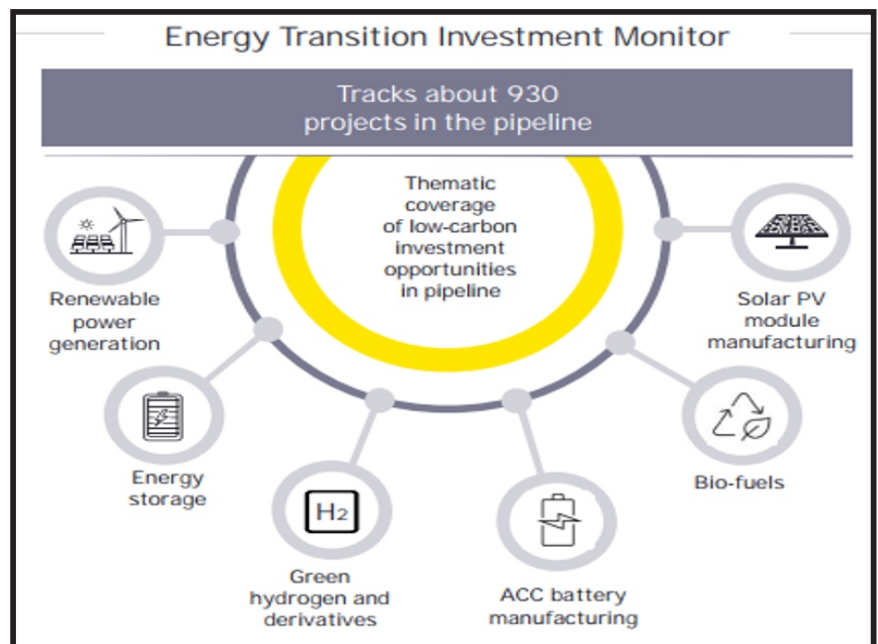 Energy Transition Investment Monitor
Tracks about 930
projects in the pipeline
Thematic
coverage
of low-carbon
investment
opportunities
in pipeline
Renewable
power
generation
Solar PV
module
manufacturing
Energy
storage
Bio-fuels
H2
Green
hydrogen and
derivatives
ACC battery
manufacturing